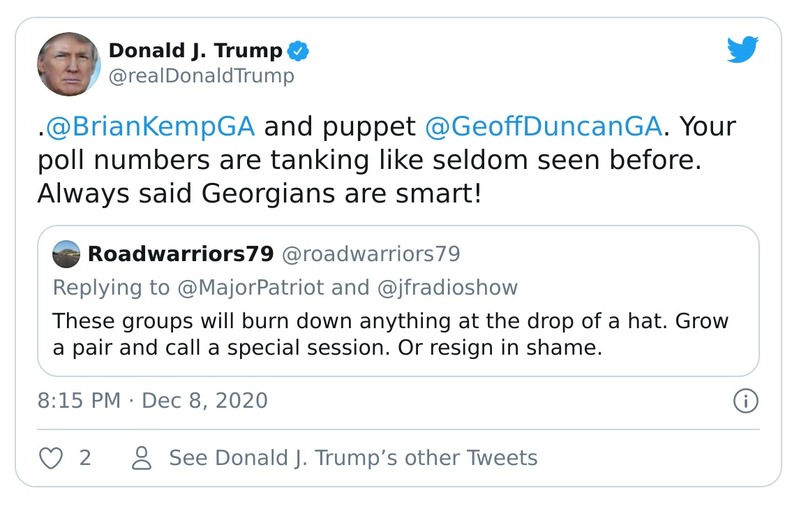 Donald J. Trump
@realDonaldTrump
.@BrianKempGA and puppet @GeoffDuncanGA. Your
poll numbers are tanking like seldom seen before.
Always said Georgians are smart!
Roadwarriors79 @roadwarriors79
Replying to @MajorPatriot and @jfradioshow
These groups will burn down anything at the drop of a hat. Grow
a pair and call a special session. Or resign in shame.
8:15 PM · Dec 8, 2020
2 See Donald J. Trump’s other Tweets